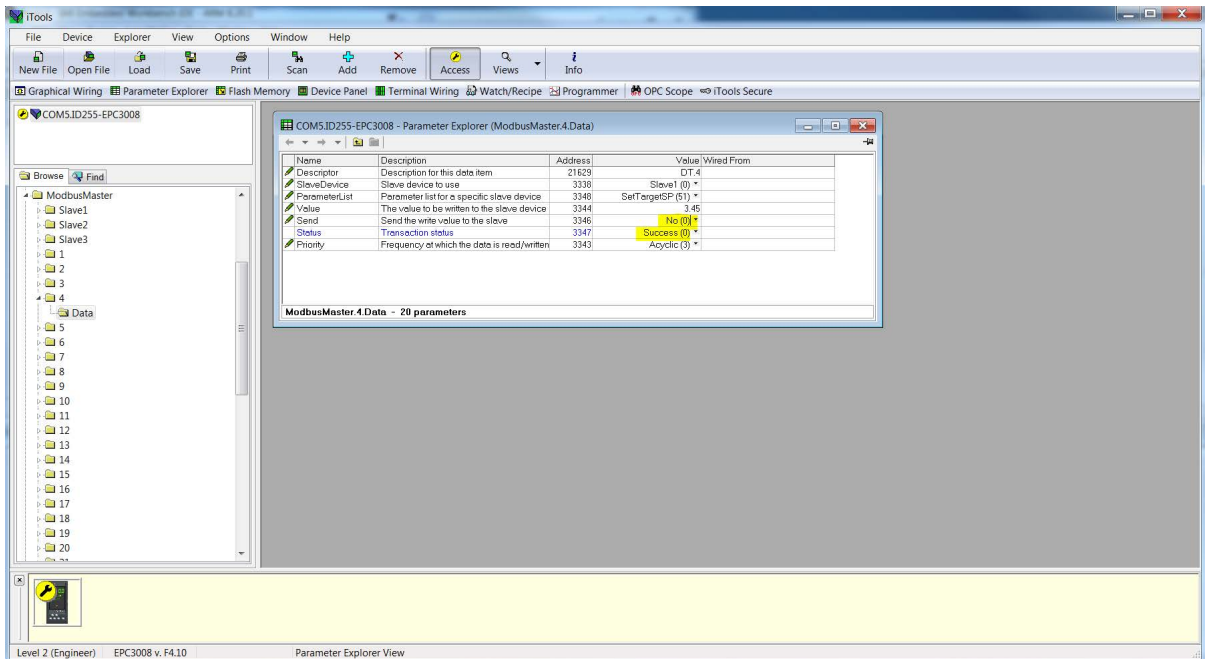 iTools
File Device Explorer View Options Window Help
New File Open File Load Save Print Scan Add Remove Access Views Info
Graphical Wiring Parameter Explorer Flash Memory Device Panel Terminal Wiring Watch/Recipe Programmer OPC Scope iTools Secure
COM5.ID255-EPC3008
Browse Find
ModbusMaster
Slave1
Slave2
Slave3
1
2
3
4
Data
5
6
7
8
9
10
11
12
13
14
15
16
17
18
19
20
COM5.ID255-EPC3008 - Parameter Explorer (ModbusMaster.4.Data)
Name Description Address Value Wired From
Descriptor Description for this data item 21629 DT.4
SlaveDevice Slave device to use 3338 Slave1 (0)
ParameterList Parameter list for a specific slave device 3348 SetTargetSP (51)
Value The value to be written to the slave device 3344 3.45
Send Send the write value to the slave 3346 No (0)
Status Transaction status 3347 Success (0)
Priority Frequency at which the data is read/written 3343 Acyclic (3)
ModbusMaster.4.Data - 20 parameters
Level 2 (Engineer) EPC3008 v. F4.10 Parameter Explorer View